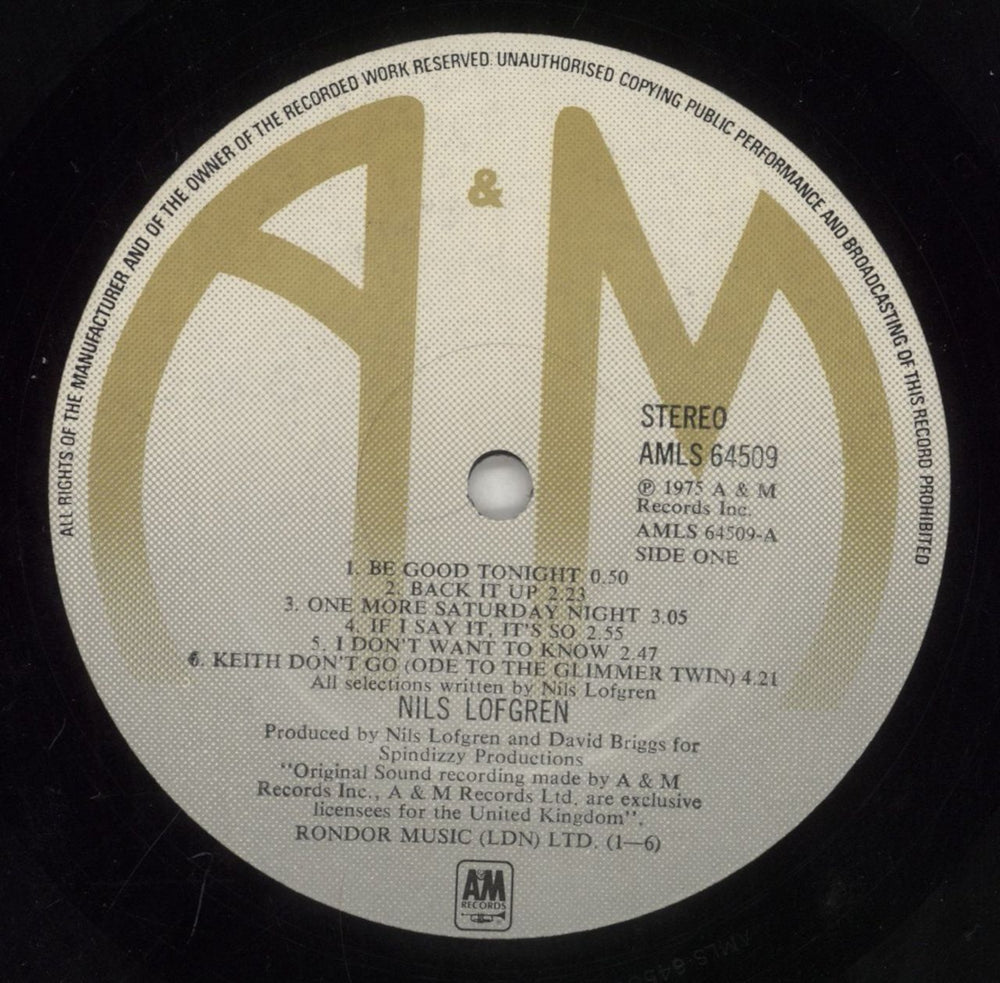 ALL RIGHTS OF THE MANUFACTURER AND OF THE OWNER OF THE RECORDED WORK RESERVED. UNAUTHORISED COPYING PUBLIC PERFORMANCE AND BROADCASTING OF THIS RECORD PROHIBITED
A & M
STEREO
AMLS 64509
℗ 1975 A & M
Records Inc.
AMLS 64509-A
SIDE ONE
1. BE GOOD TONIGHT 0.50
2. BACK IT UP 2.23
3. ONE MORE SATURDAY NIGHT 3.05
4. IF I SAY IT, IT'S SO 2.55
5. I DON'T WANT TO KNOW 2.47
6. KEITH DON'T GO (ODE TO THE GLIMMER TWIN) 4.21
All selections written by Nils Lofgren
NILS LOFGREN
Produced by Nils Lofgren and David Briggs for
Spindizzy Productions
"Original Sound recording made by A & M
Records Inc., A & M Records Ltd. are exclusive
licensees for the United Kingdom".
RONDOR MUSIC (LDN) LTD. (1—6)
AM
RECORDS